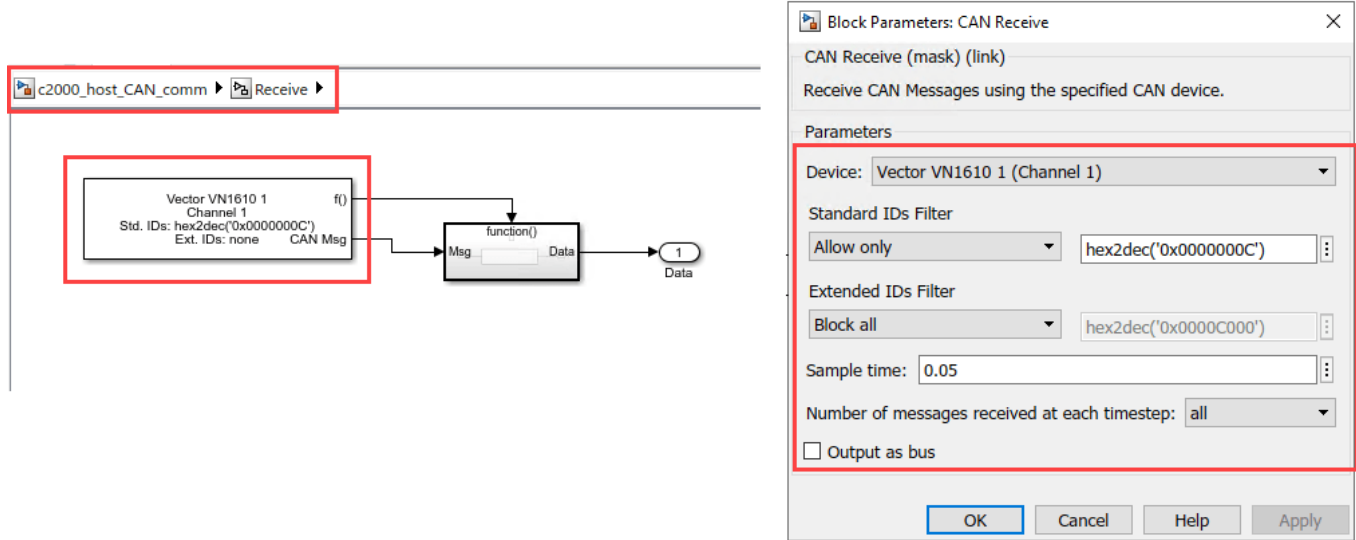 c2000_host_CAN_comm Receive
Vector VN1610 1
Channel 1
Std. IDs: hex2dec('0x0000000C')
Ext. IDs: none
f()
CAN Msg
function()
Msg
Data
1
Data
Block Parameters: CAN Receive
CAN Receive (mask) (link)
Receive CAN Messages using the specified CAN device.
Parameters
Device: Vector VN1610 1 (Channel 1)
Standard IDs Filter
Allow only hex2dec('0x0000000C')
Extended IDs Filter
Block all hex2dec('0x0000C000')
Sample time: 0.05
Number of messages received at each timestep: all
Output as bus
OK Cancel Help Apply